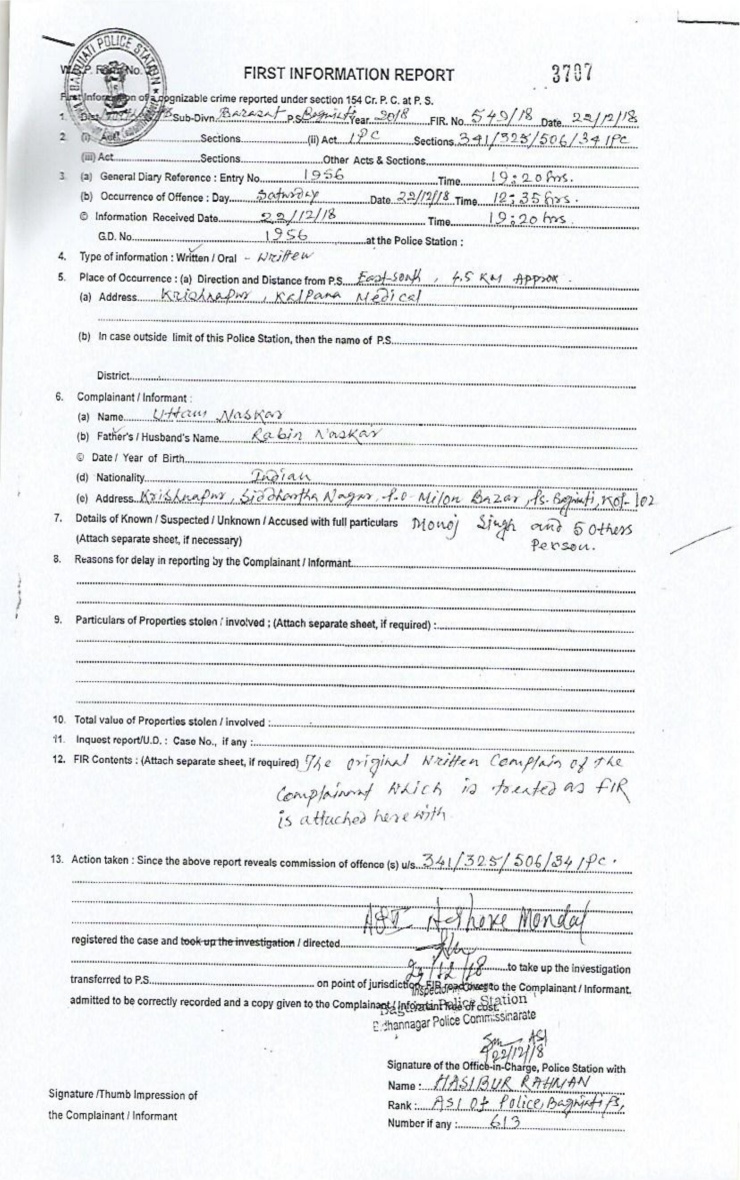 BAGUIATI POLICE STATION
W.B.P. Form No.
FIRST INFORMATION REPORT
3707
First Information of a cognizable crime reported under section 154 Cr. P. C. at P. S.
1. Dist. Sub-Divn. Barasat P.S. Baguiati Year 2018 FIR. No. 549/18 Date 22/12/18
2. (i) Act Sections (ii) Act IPC Sections 341/325/506/34 IPC
(iii) Act Sections Other Acts & Sections
3. (a) General Diary Reference : Entry No. 1956 Time 19:20 hrs.
(b) Occurrence of Offence : Day Saturday Date 22/12/18 Time 12:35 hrs.
© Information Received Date 22/12/18 Time 19:20 hrs.
G.D. No. 1956 at the Police Station :
4. Type of information : Written / Oral - Written
5. Place of Occurrence : (a) Direction and Distance from P.S. East-south, 4.5 KM Approx.
(a) Address Krishnapur, Kalpana Medical
(b) In case outside limit of this Police Station, then the name of P.S.
District
6. Complainant / Informant :
(a) Name Uttam Naskar
(b) Father's / Husband's Name Rabin Naskar
© Date / Year of Birth
(d) Nationality Indian
(e) Address Krishnapur, Siddhartha Nagar, P.O- Milon Bazar, Ps. Baguiati, Kol-102
7. Details of Known / Suspected / Unknown / Accused with full particulars Monoj Singh and 5 others
(Attach separate sheet, if necessary) Person.
8. Reasons for delay in reporting by the Complainant / Informant
9. Particulars of Properties stolen / involved ; (Attach separate sheet, if required) :
10. Total value of Properties stolen / involved :
11. Inquest report/U.D. : Case No., if any :
12. FIR Contents : (Attach separate sheet, if required) The original Written Complain of the
Complainant which is treated as FIR
is attached here with
13. Action taken : Since the above report reveals commission of offence (s) u/s. 341/325/506/34 IPC.
ASI Ashoke Mondal
registered the case and took up the investigation / directed
22/12/18 to take up the investigation
transferred to P.S. on point of jurisdiction FIR read over to the Complainant / Informant.
admitted to be correctly recorded and a copy given to the Complainant / Informant free of cost.
Inspector-in-Charge
Baguiati Police Station
Bidhannagar Police Commissinarate
ASI
22/12/18
Signature of the Office-in-Charge, Police Station with
Name : HASIBUR RAHMAN
Signature /Thumb Impression of
the Complainant / Informant
Rank : ASI Of Police, Baguiati PS,
Number if any : 613